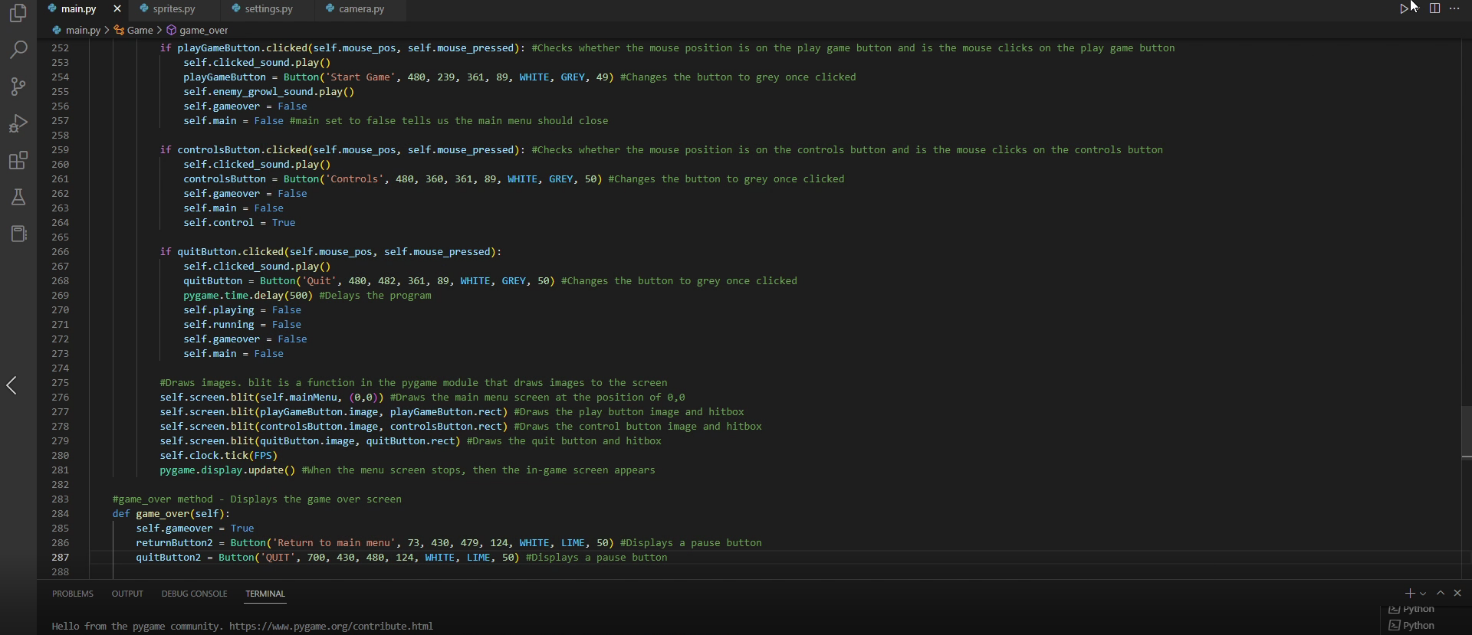 main.py × sprites.py settings.py camera.py
main.py > Game > game_over
252 if playGameButton.clicked(self.mouse_pos, self.mouse_pressed): #Checks whether the mouse position is on the play game button and is the mouse clicks on the play game button
253 self.clicked_sound.play()
254 playGameButton = Button('Start Game', 480, 239, 361, 89, WHITE, GREY, 49) #Changes the button to grey once clicked
255 self.enemy_growl_sound.play()
256 self.gameover = False
257 self.main = False #main set to false tells us the main menu should close
258
259 if controlsButton.clicked(self.mouse_pos, self.mouse_pressed): #Checks whether the mouse position is on the controls button and is the mouse clicks on the controls button
260 self.clicked_sound.play()
261 controlsButton = Button('Controls', 480, 360, 361, 89, WHITE, GREY, 50) #Changes the button to grey once clicked
262 self.gameover = False
263 self.main = False
264 self.control = True
265
266 if quitButton.clicked(self.mouse_pos, self.mouse_pressed):
267 self.clicked_sound.play()
268 quitButton = Button('Quit', 480, 482, 361, 89, WHITE, GREY, 50) #Changes the button to grey once clicked
269 pygame.time.delay(500) #Delays the program
270 self.playing = False
271 self.running = False
272 self.gameover = False
273 self.main = False
274
275 #Draws images. blit is a function in the pygame module that draws images to the screen
276 self.screen.blit(self.mainMenu, (0,0)) #Draws the main menu screen at the position of 0,0
277 self.screen.blit(playGameButton.image, playGameButton.rect) #Draws the play button image and hitbox
278 self.screen.blit(controlsButton.image, controlsButton.rect) #Draws the control button image and hitbox
279 self.screen.blit(quitButton.image, quitButton.rect) #Draws the quit button and hitbox
280 self.clock.tick(FPS)
281 pygame.display.update() #When the menu screen stops, then the in-game screen appears
282
283 #game_over method - Displays the game over screen
284 def game_over(self):
285 self.gameover = True
286 returnButton2 = Button('Return to main menu', 73, 430, 479, 124, WHITE, LIME, 50) #Displays a pause button
287 quitButton2 = Button('QUIT', 700, 430, 480, 124, WHITE, LIME, 50) #Displays a pause button
288
PROBLEMS OUTPUT DEBUG CONSOLE TERMINAL
Python
Hello from the pygame community. https://www.pygame.org/contribute.html
Python